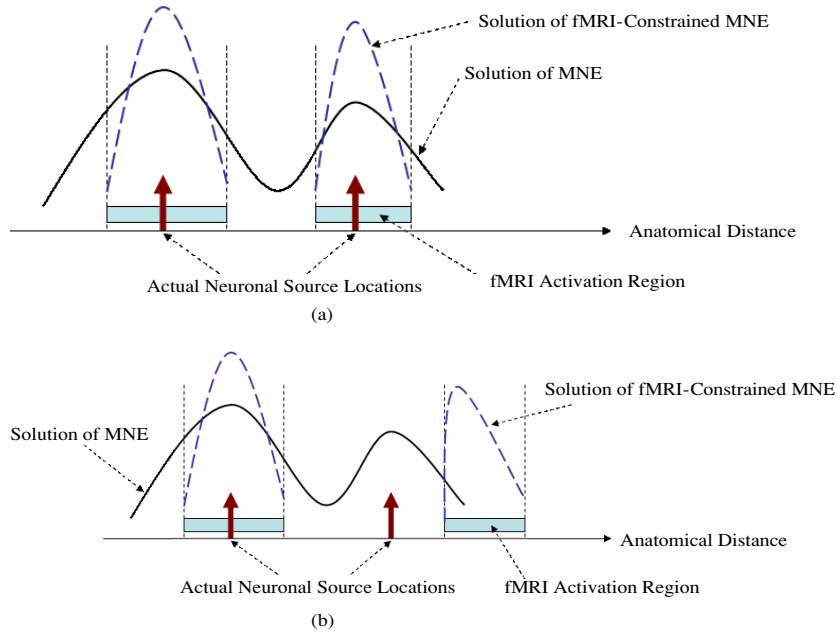 Solution of fMRI-Constrained MNE
Solution of MNE
Anatomical Distance
Actual Neuronal Source Locations
fMRI Activation Region
(a)
Solution of fMRI-Constrained MNE
Solution of MNE
Anatomical Distance
Actual Neuronal Source Locations
fMRI Activation Region
(b)